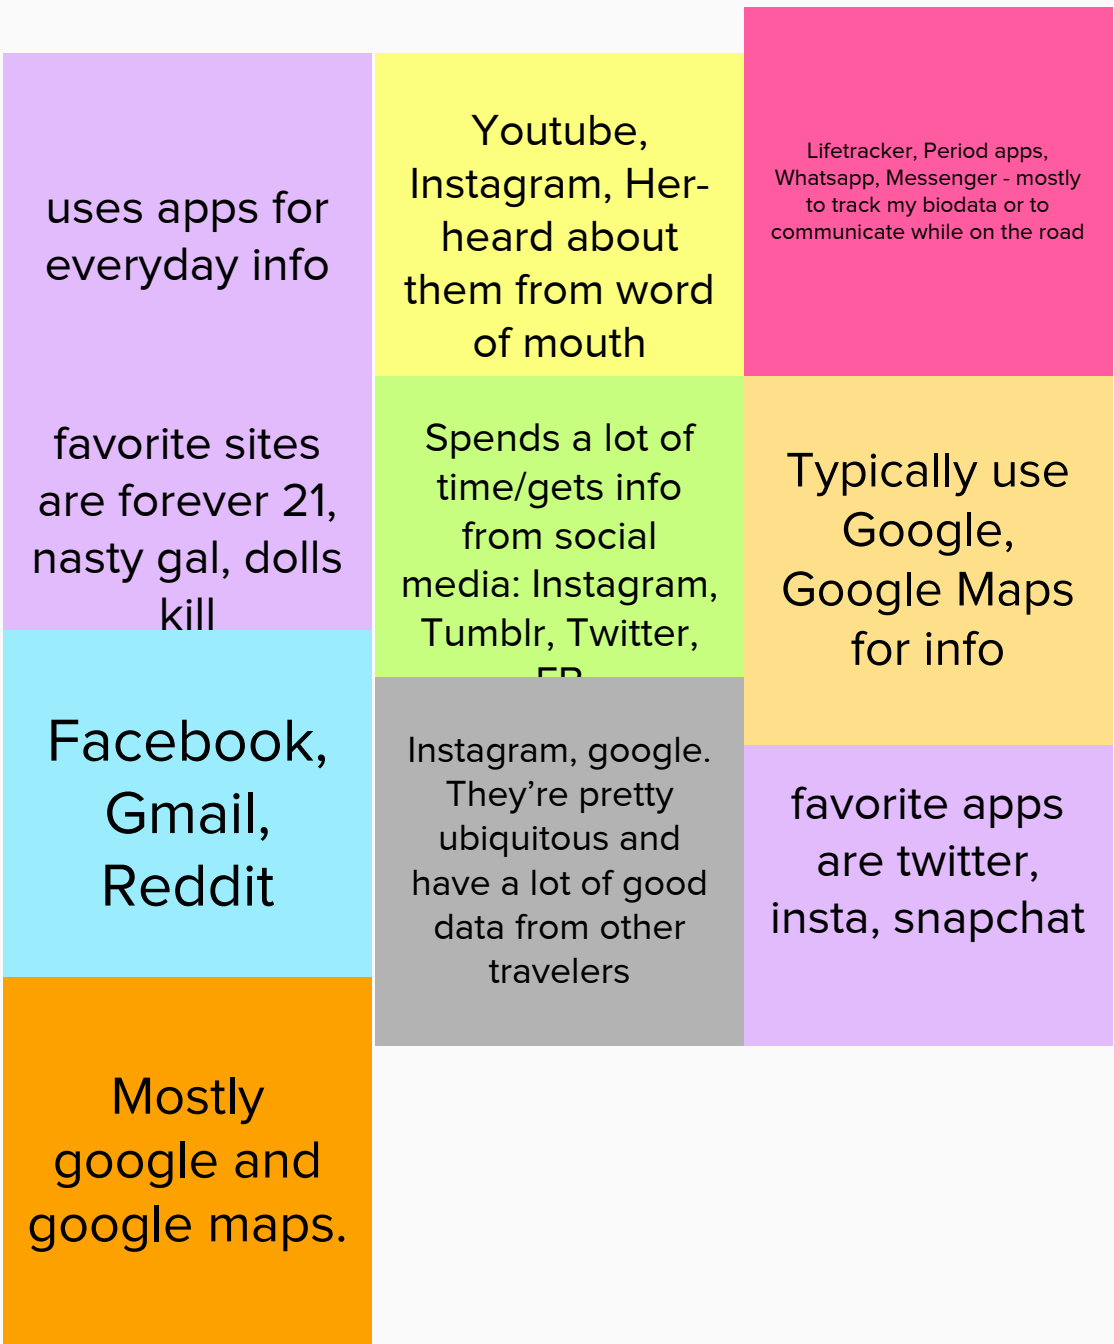 uses apps for
everyday info
favorite sites
are forever 21,
nasty gal, dolls
kill
Facebook,
Gmail,
Reddit
Mostly
google and
google maps.
Youtube,
Instagram, Her-
heard about
them from word
of mouth
Spends a lot of
time/gets info
from social
media: Instagram,
Tumblr, Twitter,
FB
Instagram, google.
They’re pretty
ubiquitous and
have a lot of good
data from other
travelers
Lifetracker, Period apps,
Whatsapp, Messenger - mostly
to track my biodata or to
communicate while on the road
Typically use
Google,
Google Maps
for info
favorite apps
are twitter,
insta, snapchat